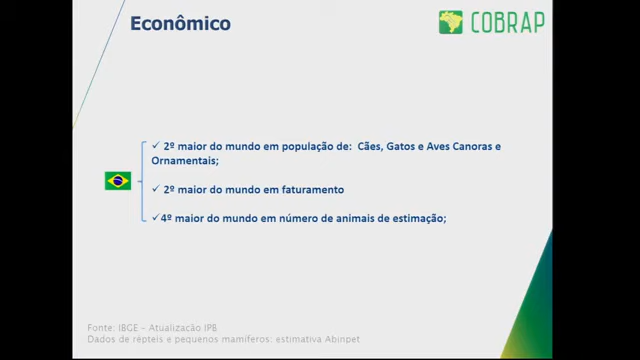 Econômico
COBRAP
✓ 2º maior do mundo em população de: Cães, Gatos e Aves Canoras e
Ornamentais;
✓ 2º maior do mundo em faturamento
✓4º maior do mundo em número de animais de estimação;
Fonte: IBGE – Atualização IPB
Dados de répteis e pequenos mamíferos: estimativa Abinpet